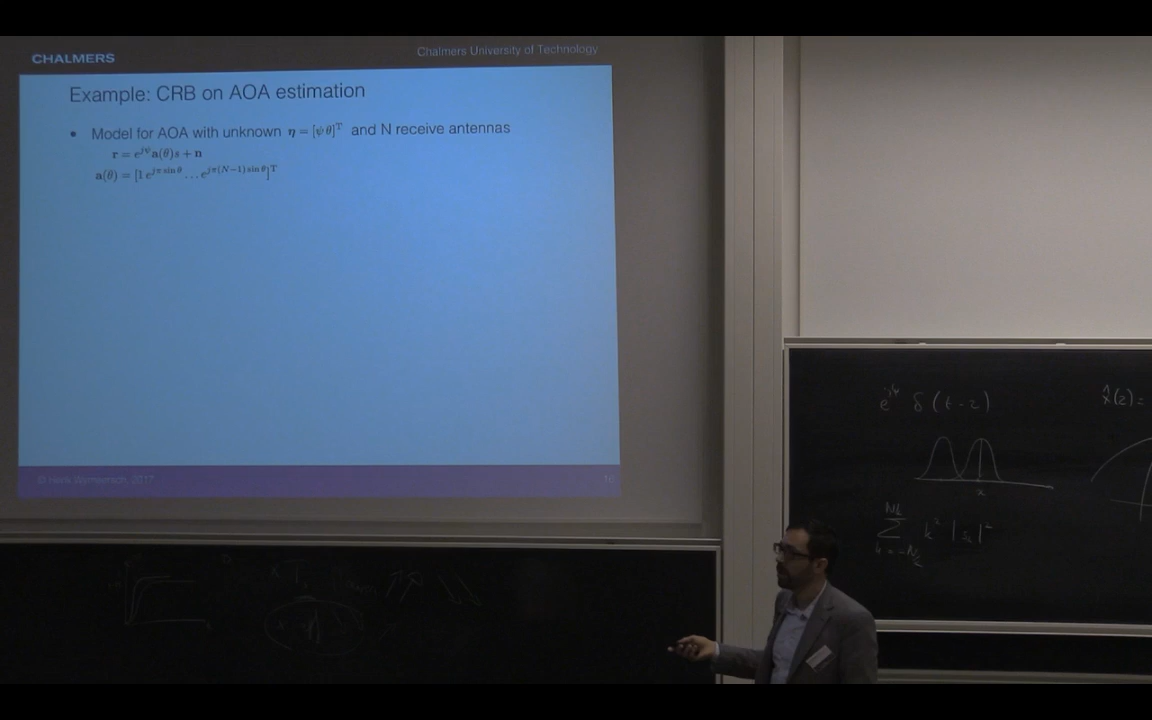 CHALMERS
Chalmers University of Technology
Example: CRB on AOA estimation
• Model for AOA with unknown η = [ψ θ]ᵀ and N receive antennas
r = e^{jψ}a(θ)s + n
a(θ) = [1 e^{jπ sin θ} … e^{jπ(N−1) sin θ}]ᵀ
© Henk Wymeersch, 2017
16
e^{jψ} δ(t-τ)